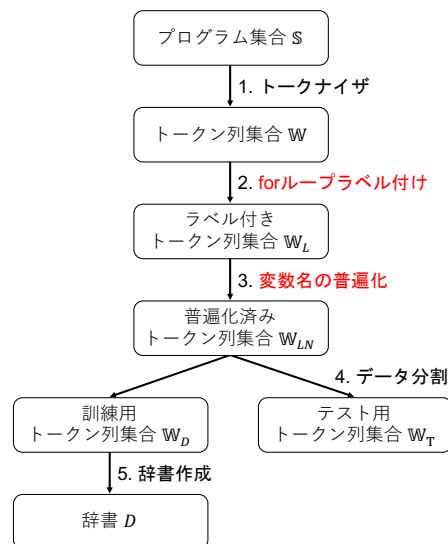 プログラム集合 𝕊
1. トークナイザ
トークン列集合 𝕎
2. forループラベル付け
ラベル付き
トークン列集合 𝕎_L
3. 変数名の普遍化
普遍化済み
トークン列集合 𝕎_LN
4. データ分割
訓練用
トークン列集合 𝕎_D
テスト用
トークン列集合 𝕎_T
5. 辞書作成
辞書 D